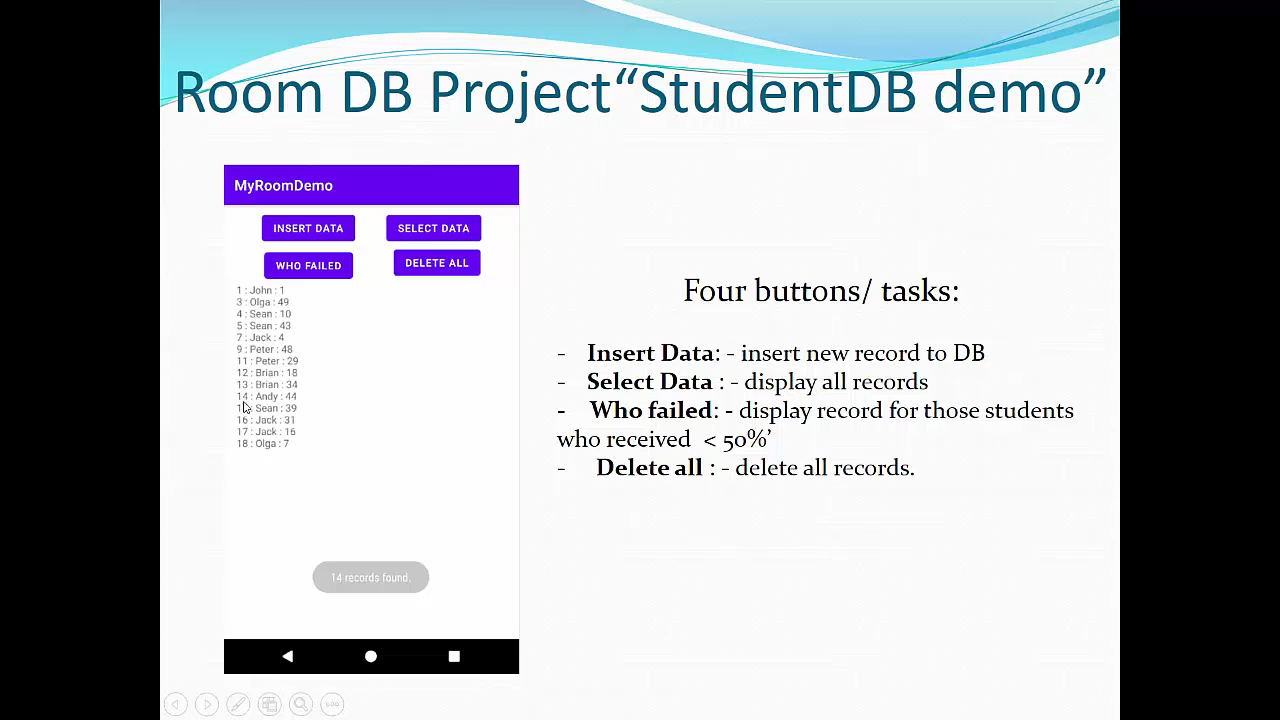 Room DB Project“StudentDB demo”
MyRoomDemo
INSERT DATA
SELECT DATA
WHO FAILED
DELETE ALL
1 : John : 1
3 : Olga : 49
4 : Sean : 10
5 : Sean : 43
7 : Jack : 4
9 : Peter : 48
11 : Peter : 29
12 : Brian : 18
13 : Brian : 34
14 : Andy : 44
: Sean : 39
16 : Jack : 31
17 : Jack : 16
18 : Olga : 7
14 records found.
Four buttons/ tasks:
- Insert Data: - insert new record to DB
- Select Data : - display all records
- Who failed: - display record for those students
who received < 50%’
- Delete all : - delete all records.